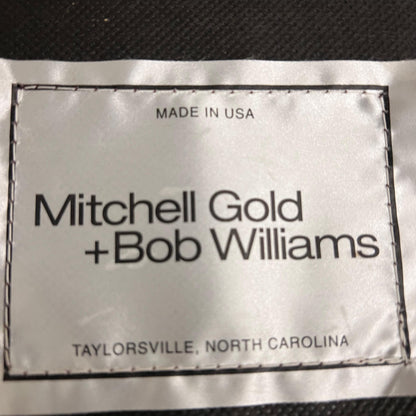 MADE IN USA
Mitchell Gold
+Bob Williams
TAYLORSVILLE, NORTH CAROLINA